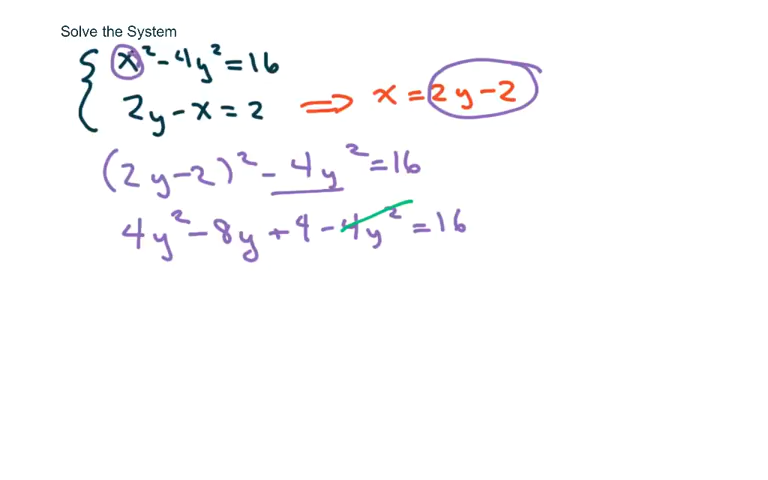 Solve the System
x² - 4y² = 16
2y - x = 2 ⇒ x = 2y - 2
(2y - 2)² - 4y² = 16
4y² - 8y + 4 - 4y² = 16